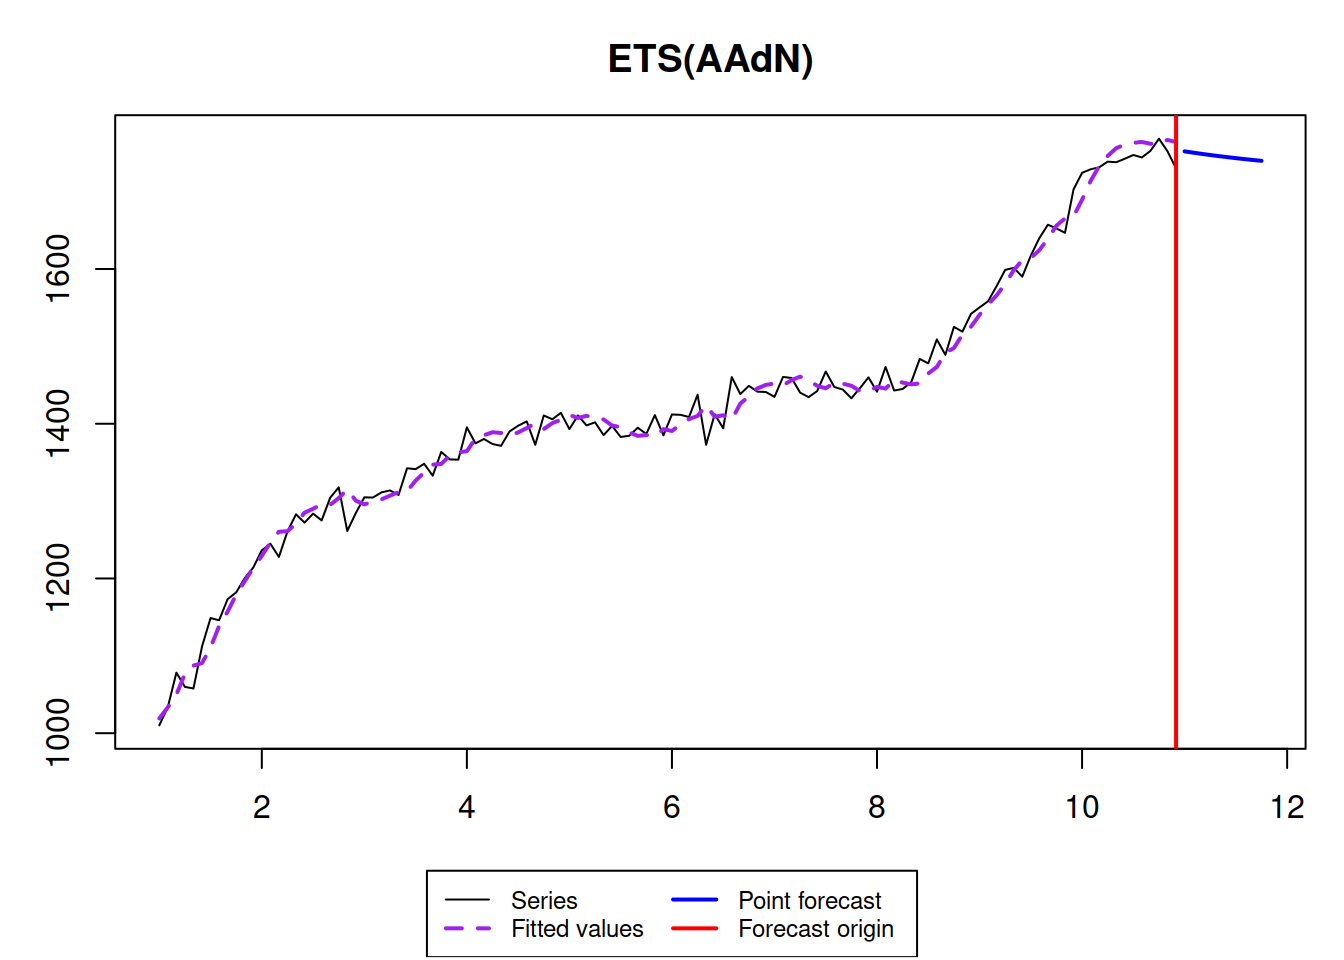 ETS(AAdN)
1600
1400
1200
1000
2 4 6 8 10 12
Series Point forecast
Fitted values Forecast origin